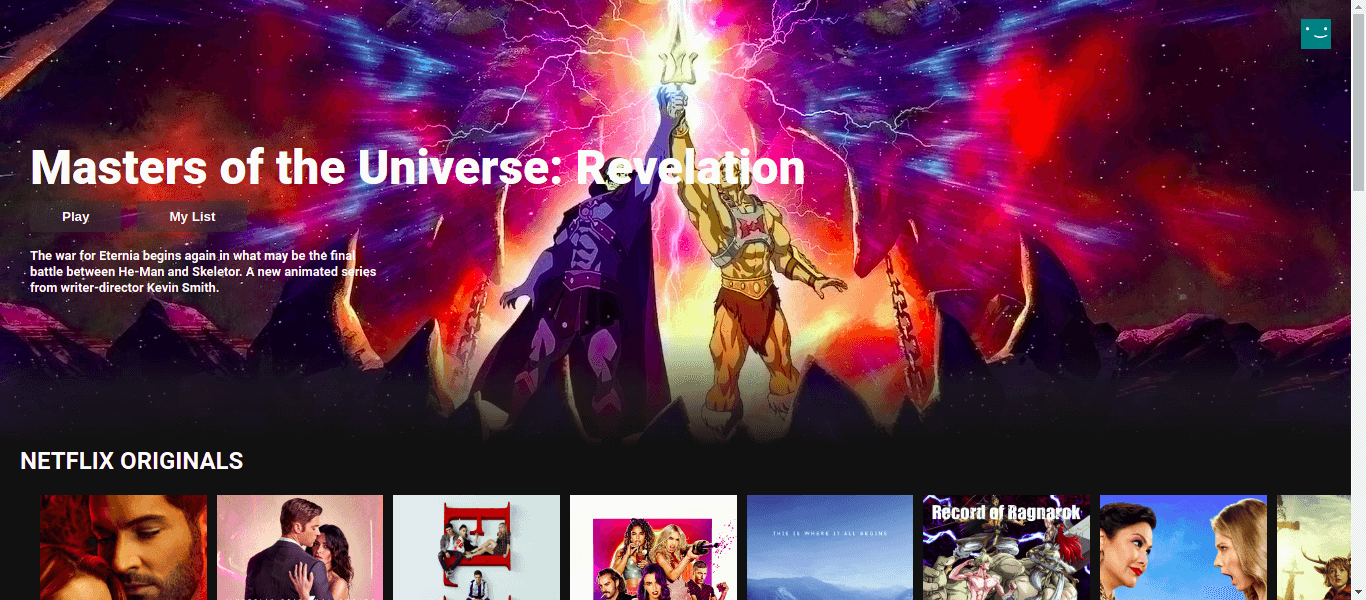 Masters of the Universe: Revelation
Play
My List
The war for Eternia begins again in what may be the final
battle between He-Man and Skeletor. A new animated series
from writer-director Kevin Smith.
NETFLIX ORIGINALS
THIS IS WHERE IT ALL BEGINS
Record of Ragnarok